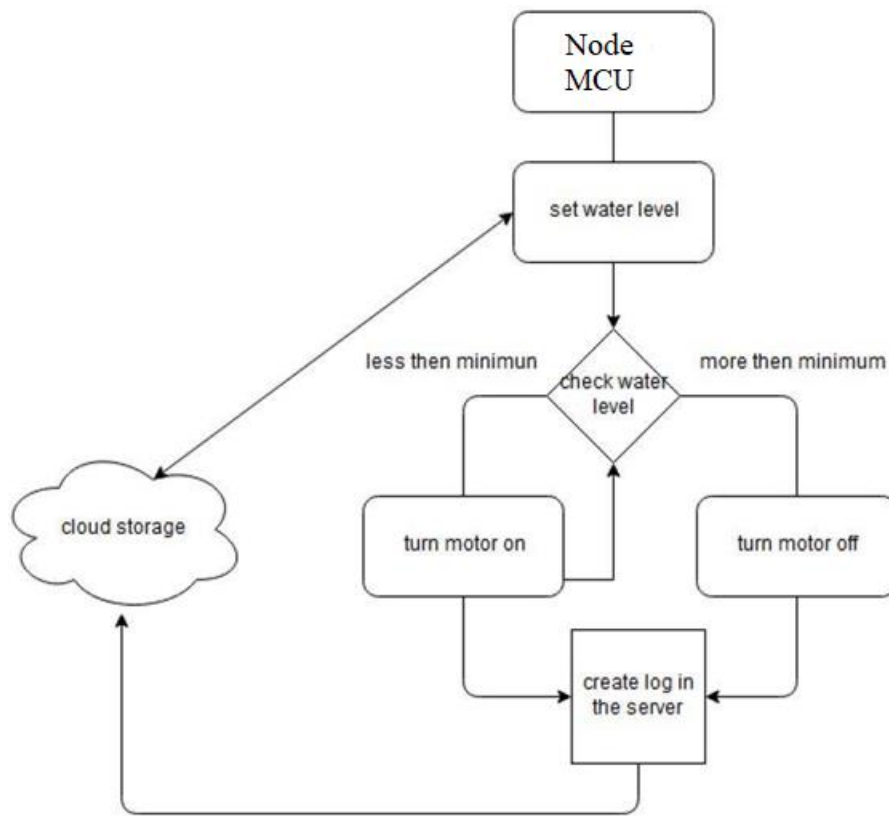 Node
MCU
set water level
less then minimun
more then minimum
check water
level
cloud storage
turn motor on
turn motor off
create log in
the server